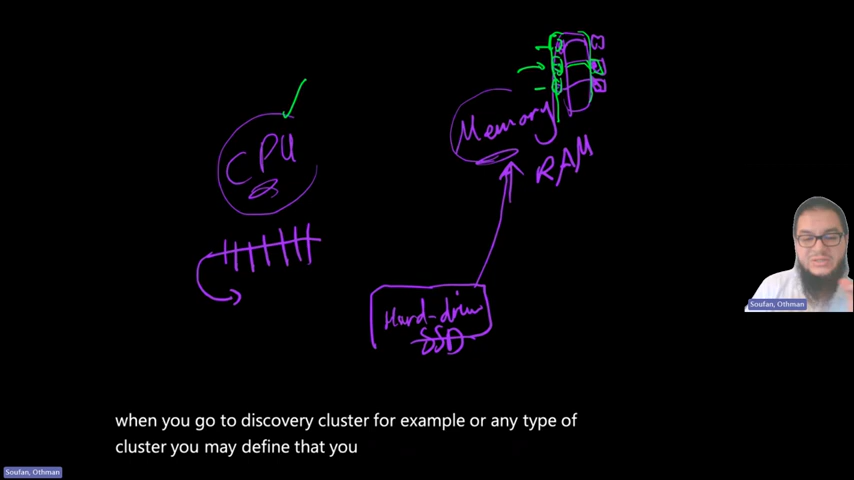 CPU
Memory
RAM
Hard-drive
SSD
Soufan, Othman
when you go to discovery cluster for example or any type of
cluster you may define that you
Soufan, Othman